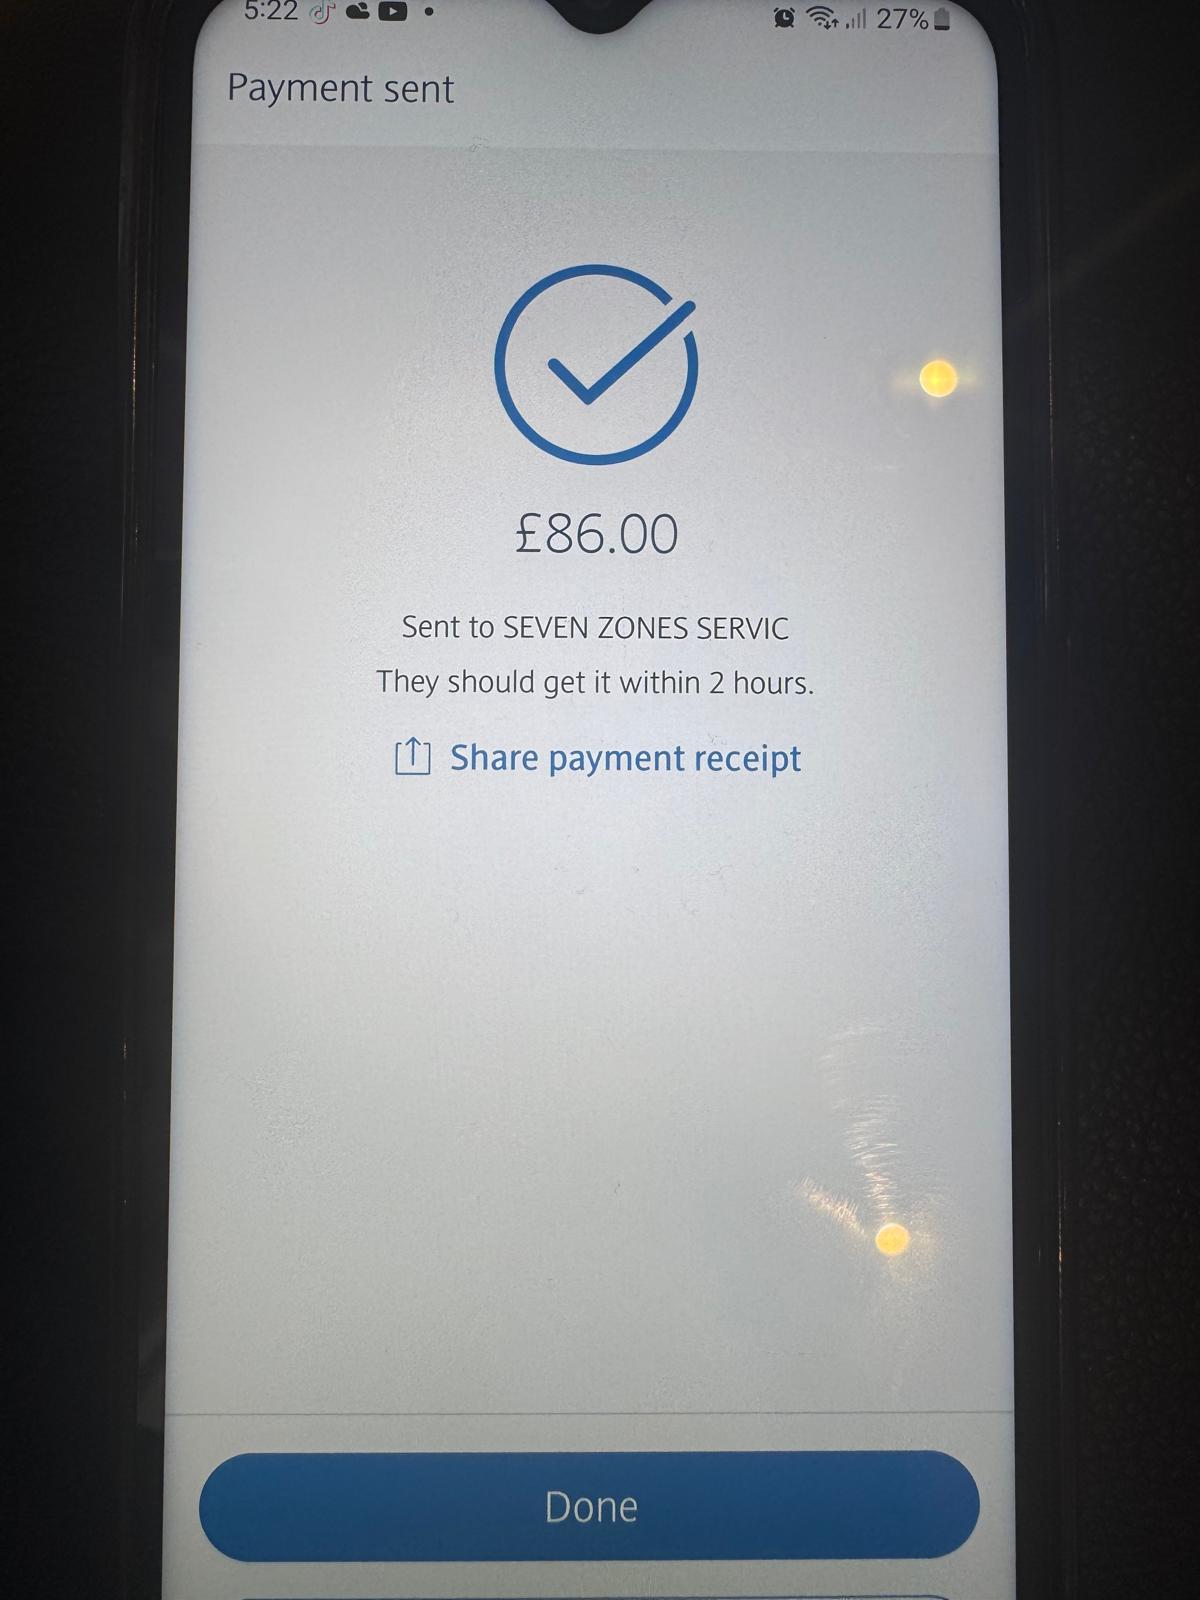 5:22
27%
Payment sent
£86.00
Sent to SEVEN ZONES SERVIC
They should get it within 2 hours.
Share payment receipt
Done